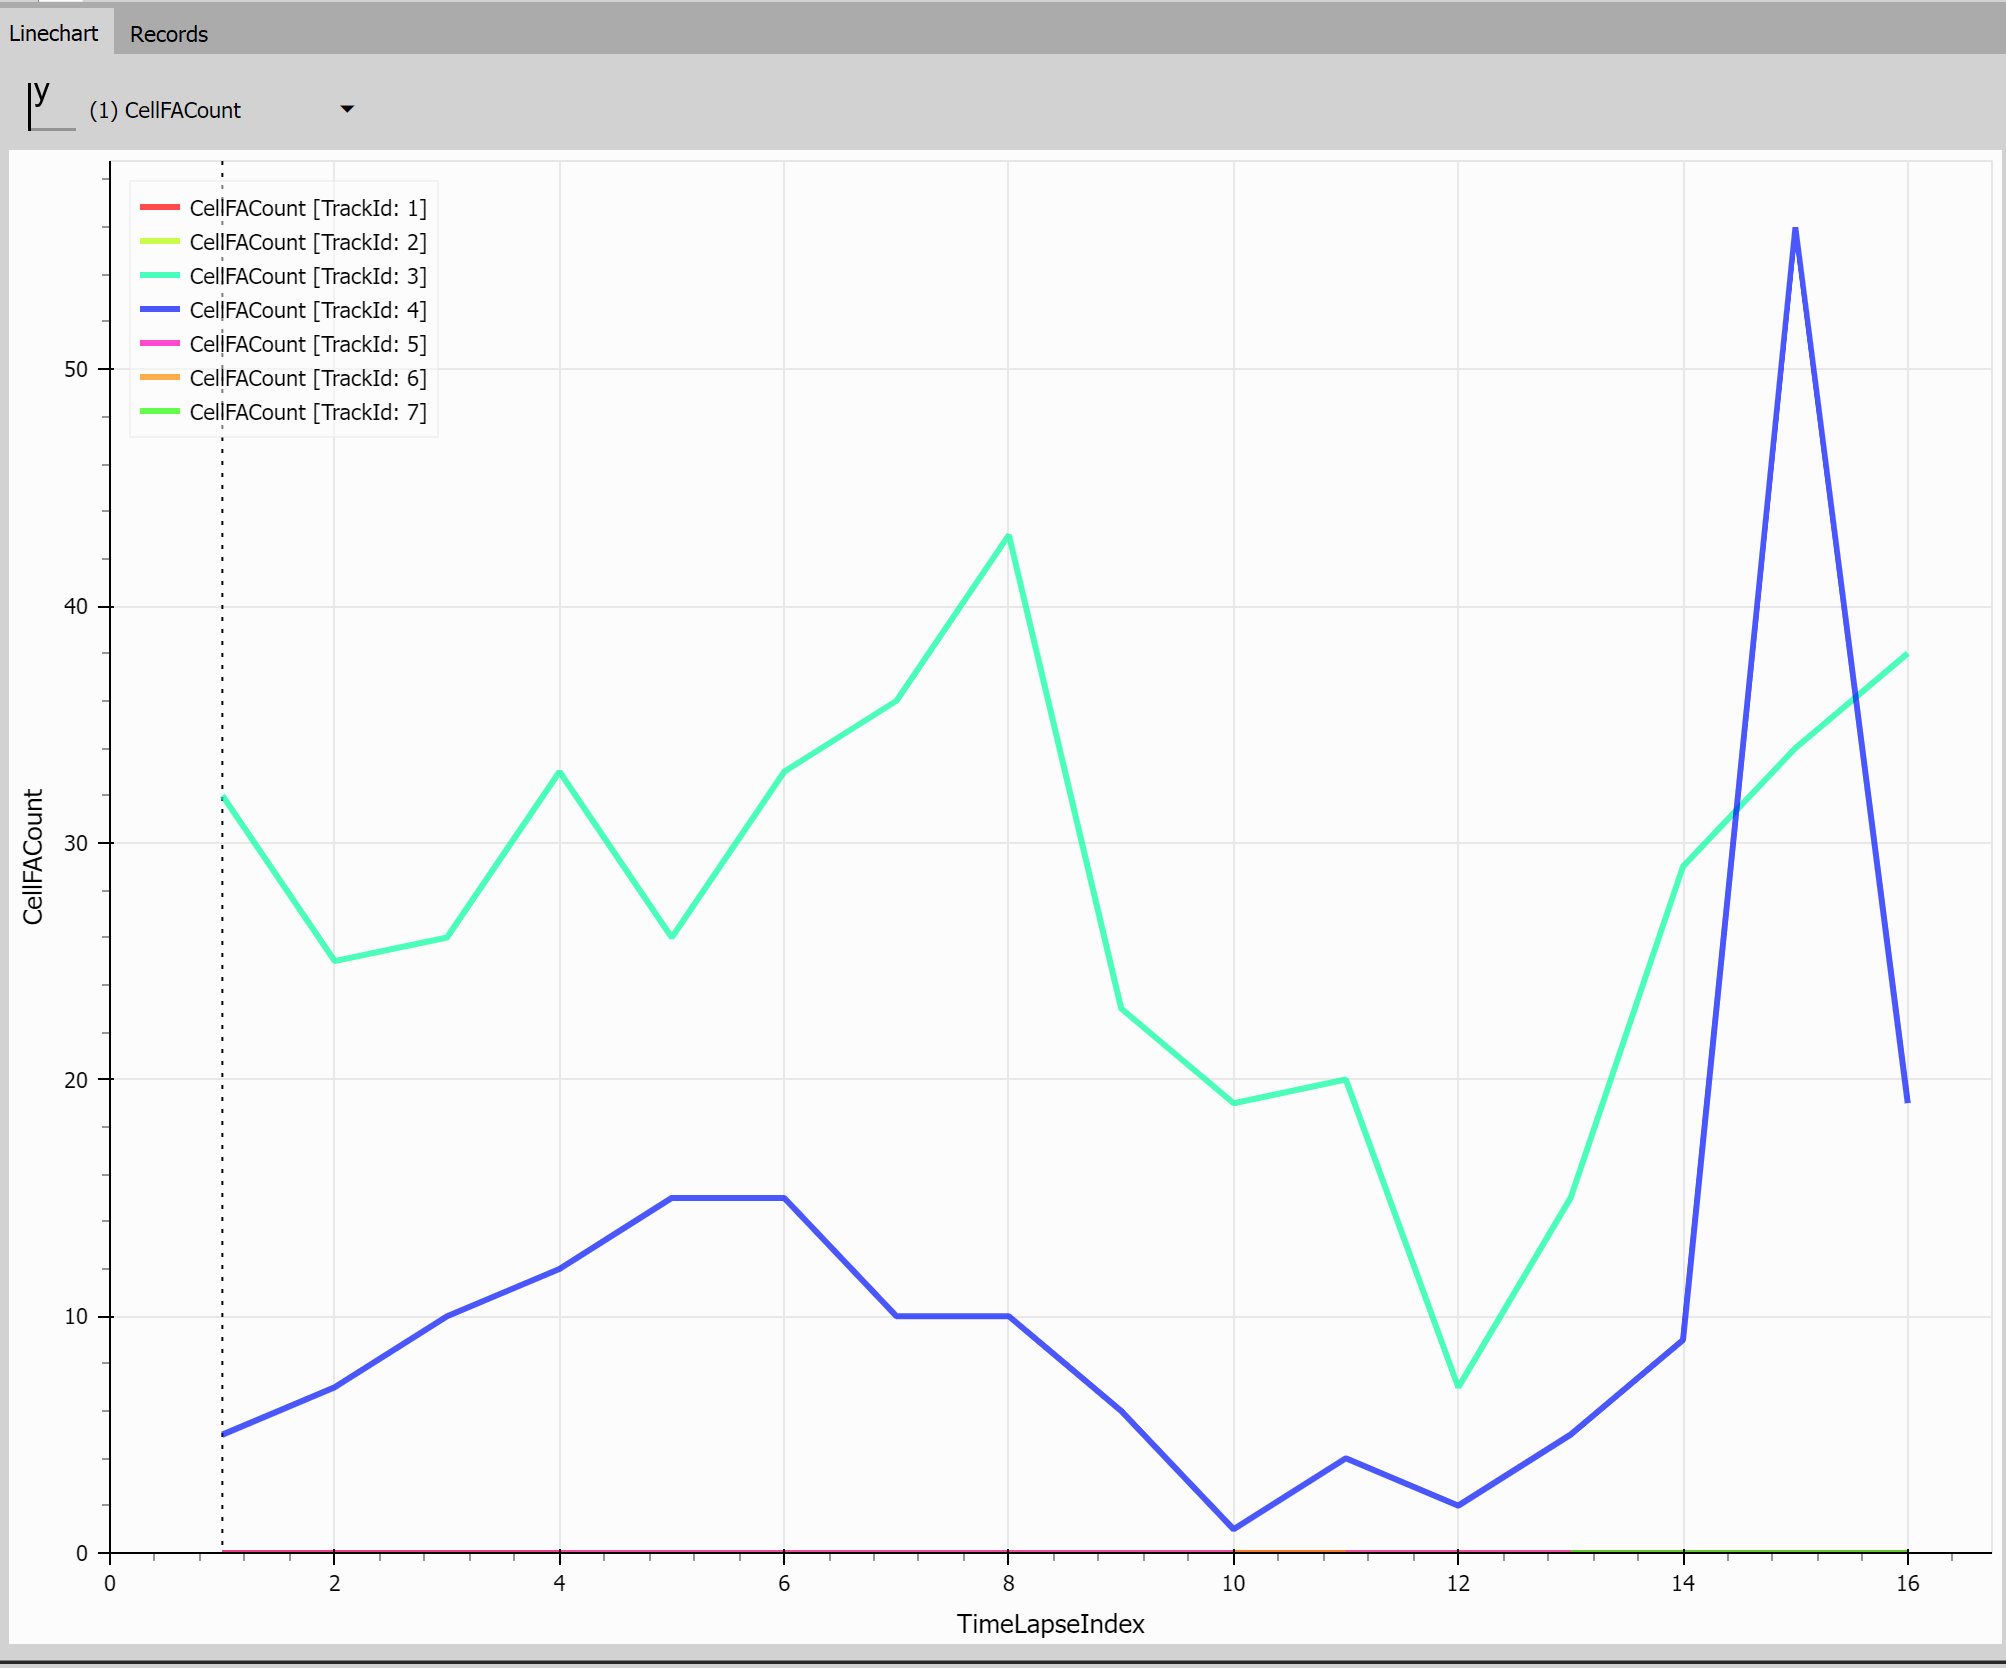 Linechart Records
y (1) CellFACount
CellFACount [TrackId: 1]
CellFACount [TrackId: 2]
CellFACount [TrackId: 3]
CellFACount [TrackId: 4]
CellFACount [TrackId: 5]
CellFACount [TrackId: 6]
CellFACount [TrackId: 7]
50
40
30
20
10
0
CellFACount
0 2 4 6 8 10 12 14 16
TimeLapseIndex